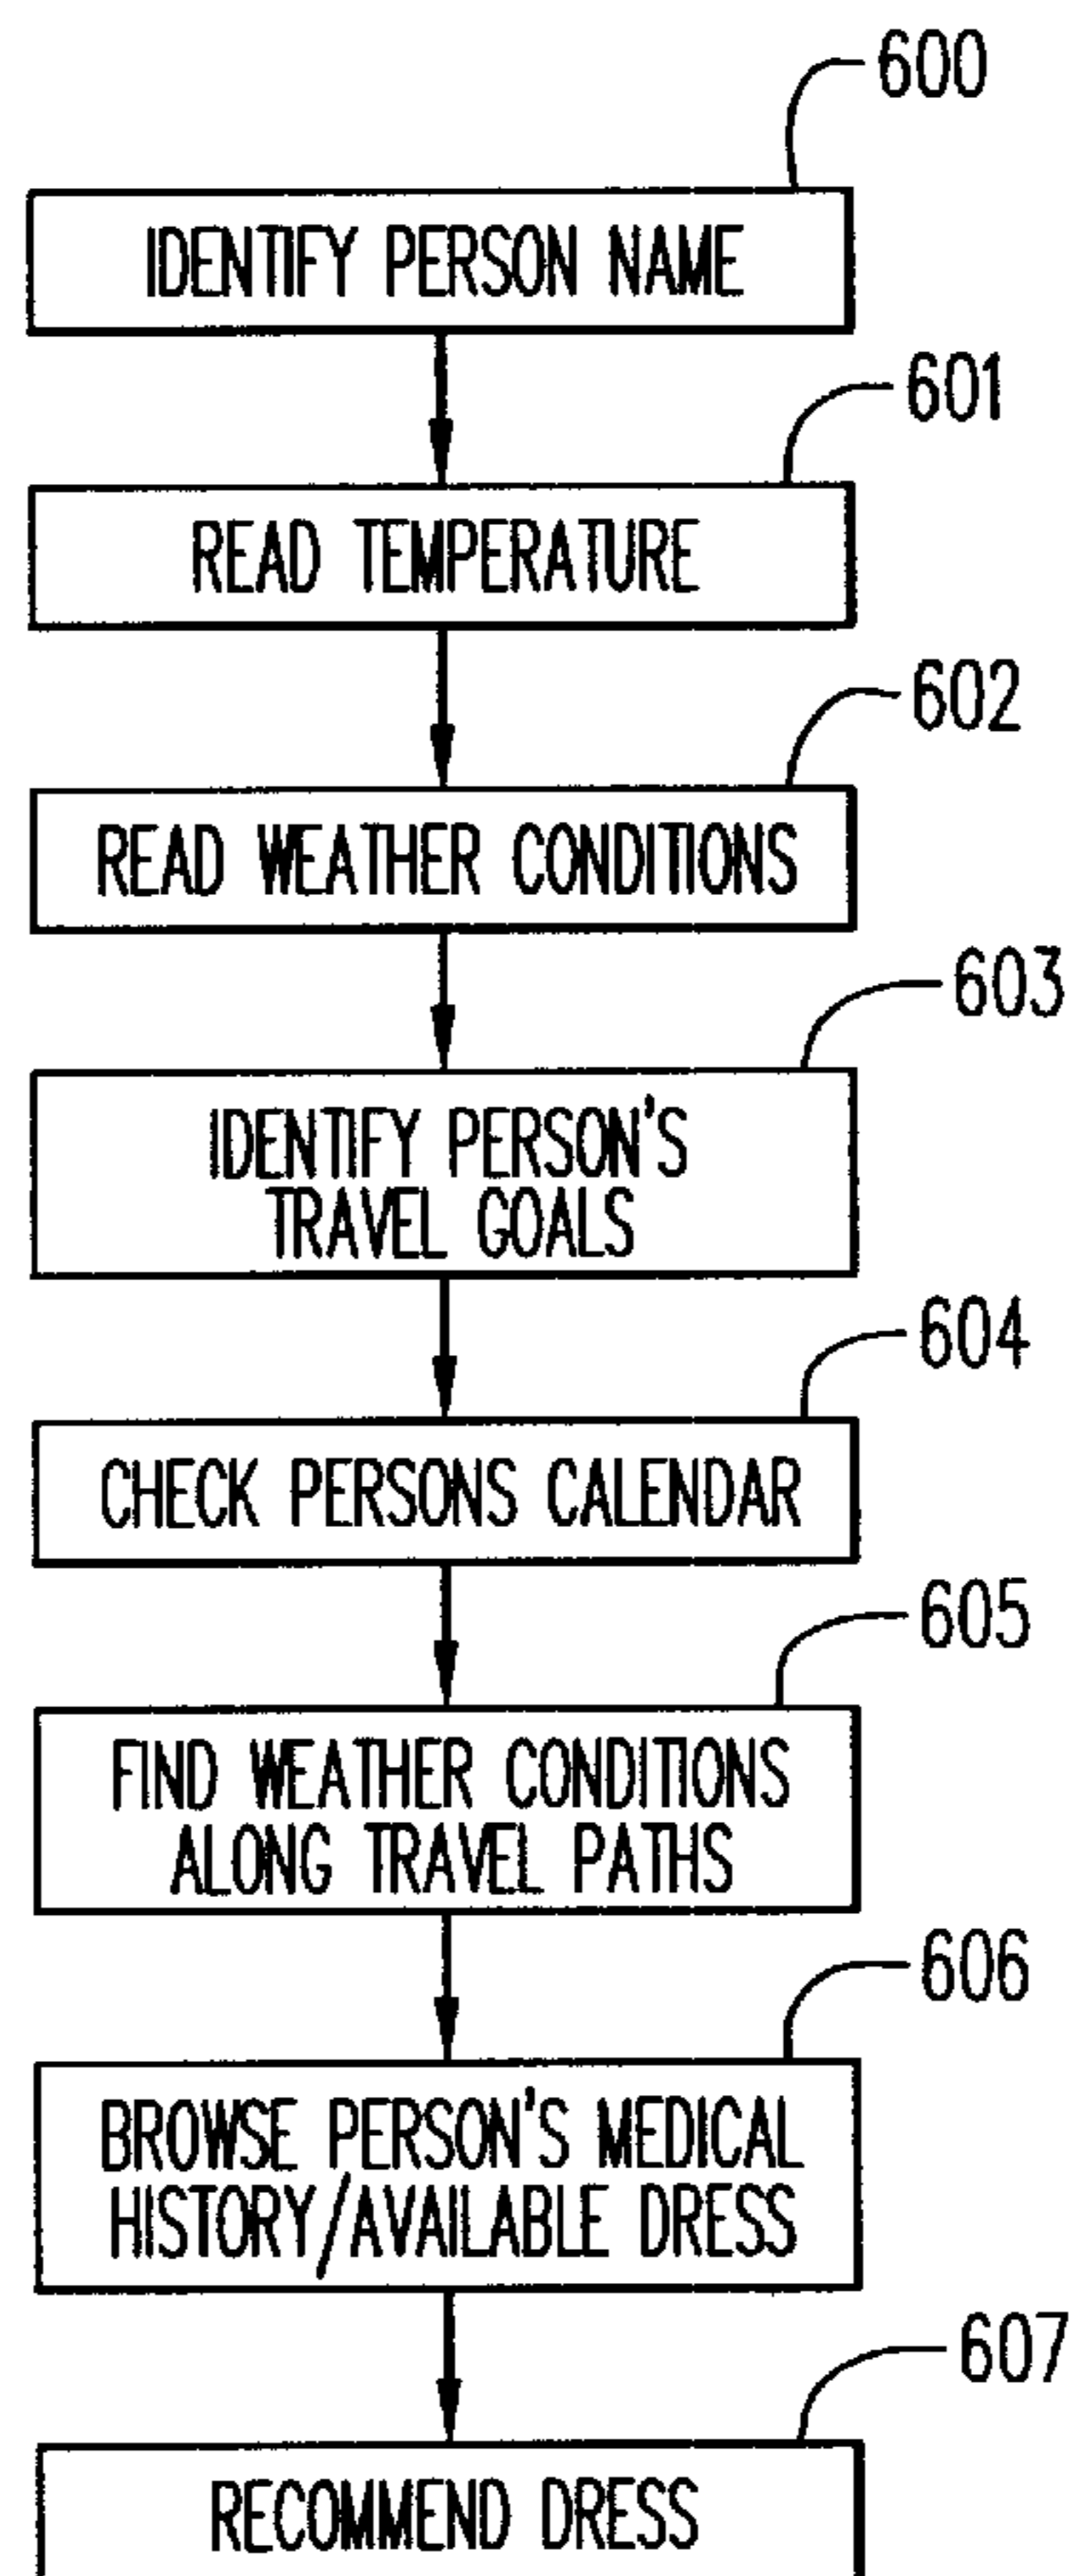 600
IDENTIFY PERSON NAME
601
READ TEMPERATURE
602
READ WEATHER CONDITIONS
603
IDENTIFY PERSON'S
TRAVEL GOALS
604
CHECK PERSONS CALENDAR
605
FIND WEATHER CONDITIONS
ALONG TRAVEL PATHS
606
BROWSE PERSON'S MEDICAL
HISTORY/AVAILABLE DRESS
607
RECOMMEND DRESS